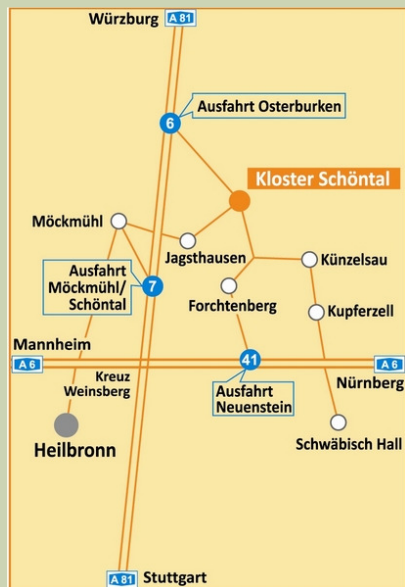 Würzburg
A 81
Ausfahrt Osterburken
6
Kloster Schöntal
Möckmühl
Jagsthausen
Künzelsau
Ausfahrt
Möckmühl/
Schöntal
7
Forchtenberg
Kupferzell
Mannheim
A 6
Kreuz
Weinsberg
41
A 6
Nürnberg
Ausfahrt
Neuenstein
Heilbronn
Schwäbisch Hall
A 81
Stuttgart